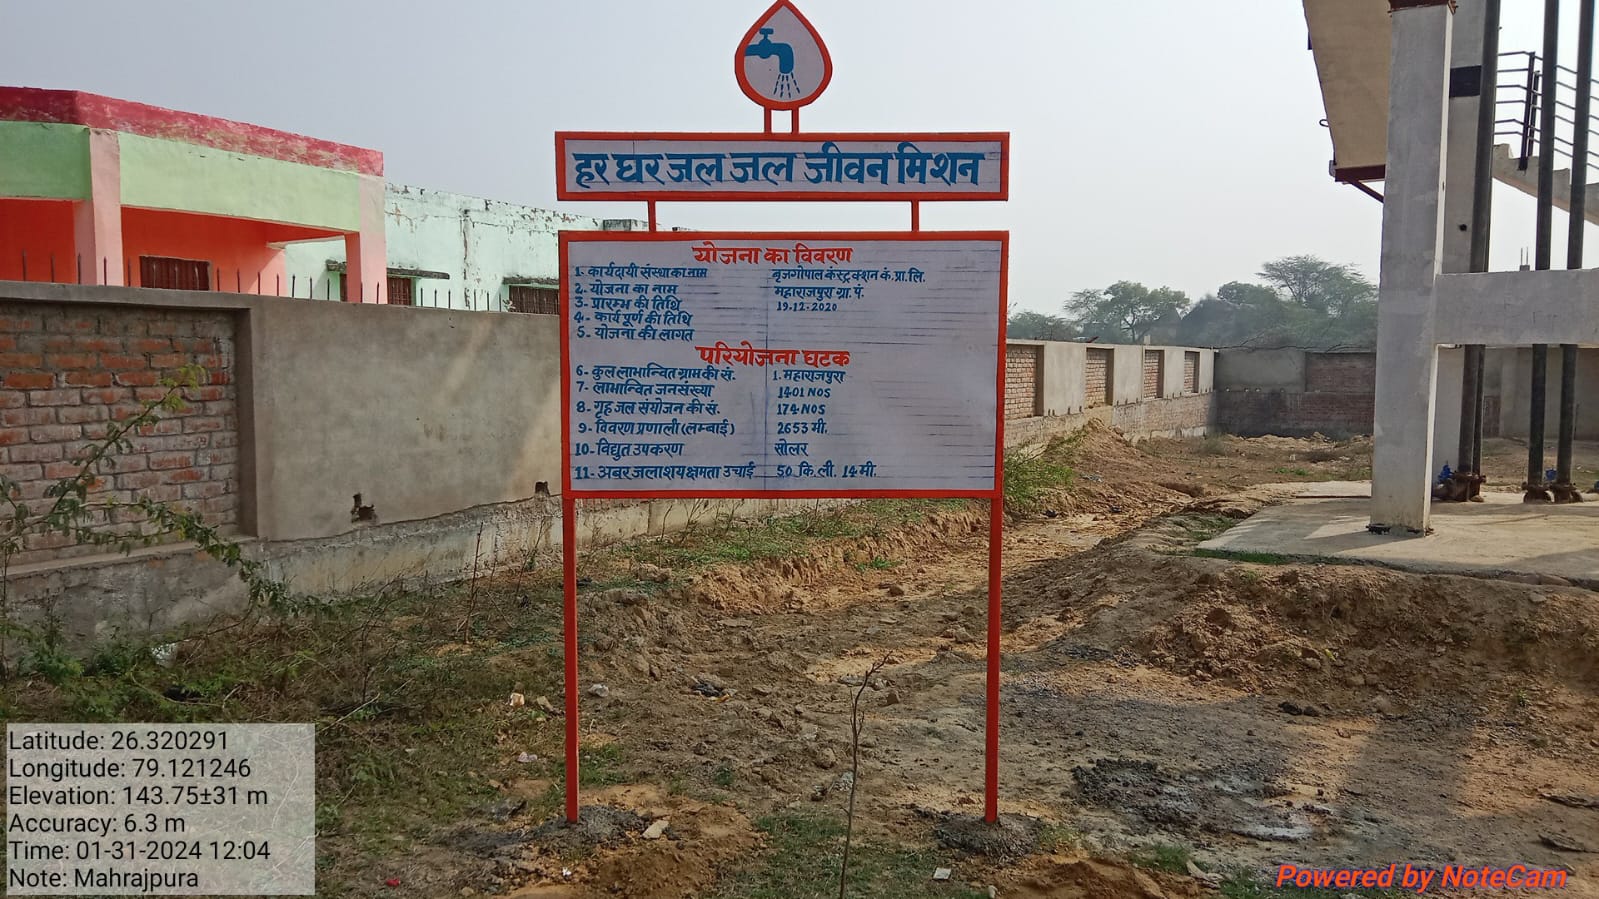 हर घर जल जल जीवन मिशन
योजना का विवरण
1- कार्यदायी संस्था का नाम बृजगोपाल कंस्ट्रक्शन कं. प्रा. लि.
2. योजना का नाम महाराजपुरा ग्रा. पं.
3- प्रारम्भ की तिथि 19-12-2020
4- कार्य पूर्ण की तिथि
5- योजना की लागत
परियोजना घटक
6- कुल लाभान्वित ग्राम की सं. 1. महाराजपुरा
7- लाभान्वित जनसंख्या 1401 NOS
8- गृह जल संयोजन की सं. 174 NOS
9- विवरण प्रणाली (लम्बाई) 2653 मी.
10- विद्युत उपकरण सोलर
11- अबर जलाशय क्षमता उचाई 50 कि. ली. 14 मी.
Latitude: 26.320291
Longitude: 79.121246
Elevation: 143.75±31 m
Accuracy: 6.3 m
Time: 01-31-2024 12:04
Note: Mahrajpura
Powered by NoteCam